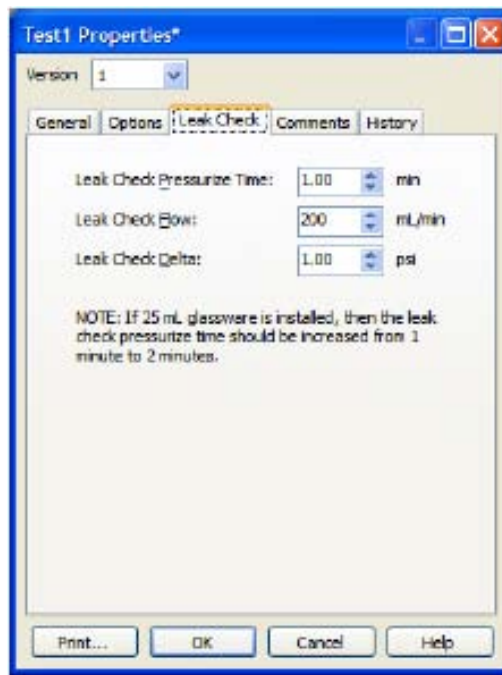 Test1 Properties*
Version 1
General Options Leak Check Comments History
Leak Check Pressurize Time: 1.00 min
Leak Check Flow: 200 mL/min
Leak Check Delta: 1.00 psi
NOTE: If 25 mL glassware is installed, then the leak
check pressurize time should be increased from 1
minute to 2 minutes.
Print... OK Cancel Help